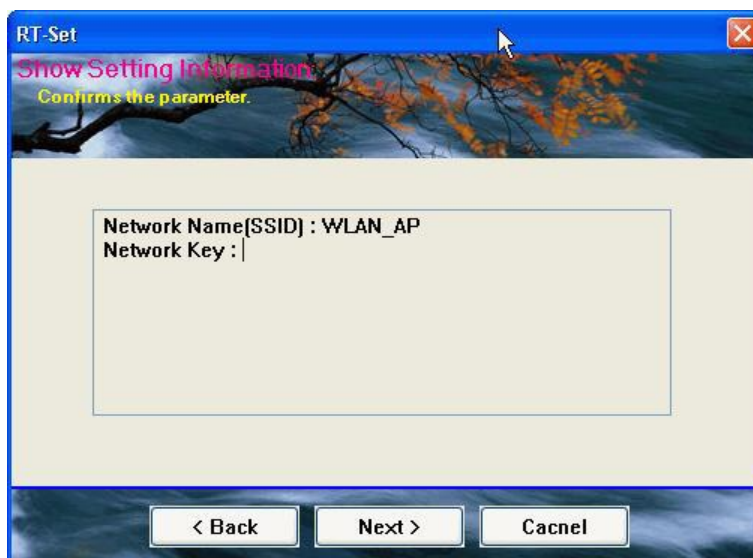 RT-Set
Show Setting Information
Confirms the parameter.
Network Name(SSID) : WLAN_AP
Network Key :
< Back
Next >
Cacnel